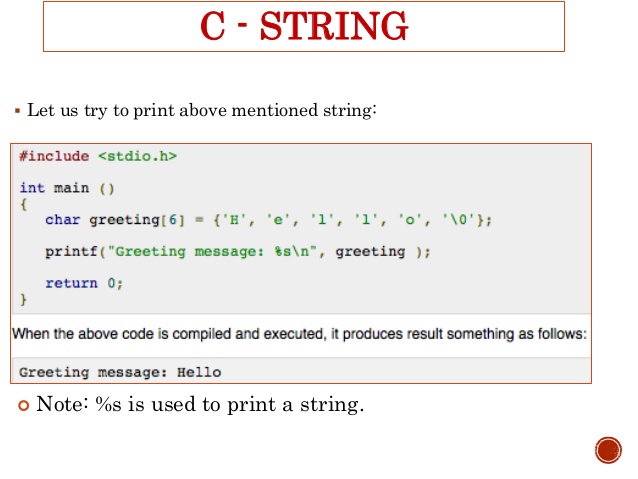 C - STRING
Let us try to print above mentioned string:
#include <stdio.h>
int main ()
{
char greeting[6] = {'H', 'e', 'l', 'l', 'o', '\0'};
printf("Greeting message: %s\n", greeting );
return 0;
}
When the above code is compiled and executed, it produces result something as follows:
Greeting message: Hello
Note: %s is used to print a string.